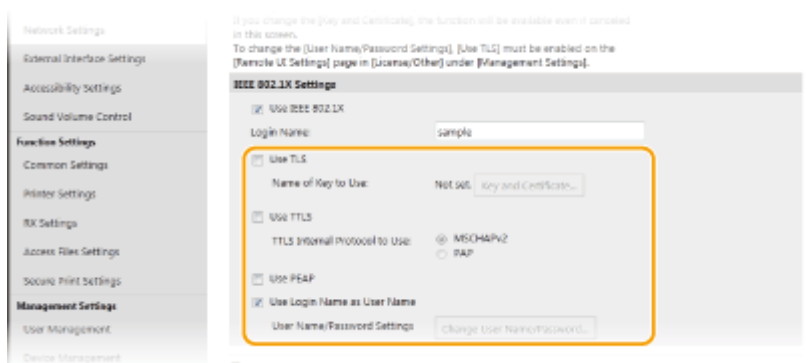 Network Settings
External Interface Settings
Accessibility Settings
Sound Volume Control
Function Settings
Common Settings
Printer Settings
RX Settings
Access Files Settings
Secure Print Settings
Management Settings
User Management
Device Management
If you change the [Key and Certificate], the function will be available even if canceled
in this screen.
To change the [User Name/Password Settings], [Use TLS] must be enabled on the
[Remote UI Settings] page in [License/Other] under [Management Settings].
IEEE 802.1X Settings
Use IEEE 802.1X
Login Name: sample
Use TLS
Name of Key to Use: Not set. Key and Certificate...
Use TTLS
TTLS Internal Protocol to Use: MSCHAPv2
PAP
Use PEAP
Use Login Name as User Name
User Name/Password Settings Change User Name/Password...